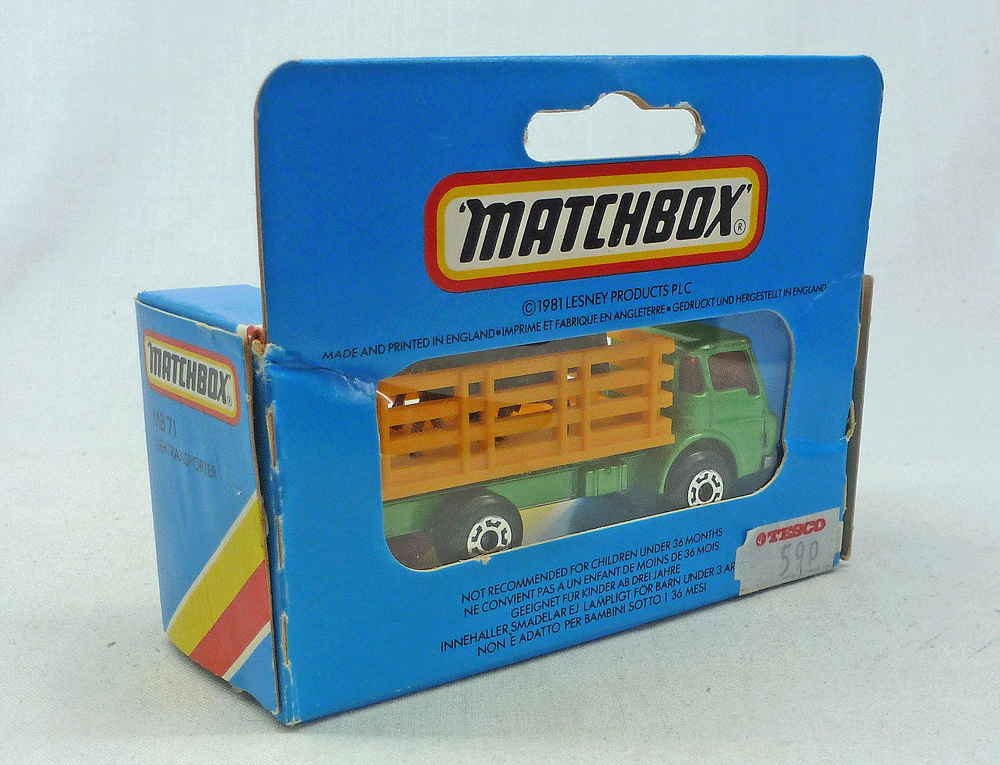 'MATCHBOX'®
©1981 LESNEY PRODUCTS PLC
MADE AND PRINTED IN ENGLAND • IMPRIME ET FABRIQUE EN ANGLETERRE • GEDRUCKT UND HERGESTELLT IN ENGLAND
NOT RECOMMENDED FOR CHILDREN UNDER 36 MONTHS
NE CONVIENT PAS A UN ENFANT DE MOINS DE 36 MOIS
GEEIGNET FÜR KINDER AB DREI JAHRE
INNEHALLER SMADELAR EJ LAMPLIGT FÖR BARN UNDER 3 AR
NON È ADATTO PER BAMBINI SOTTO I 36 MESI
TESCO
59p
MATCHBOX®
MB 71
TRANSPORTER